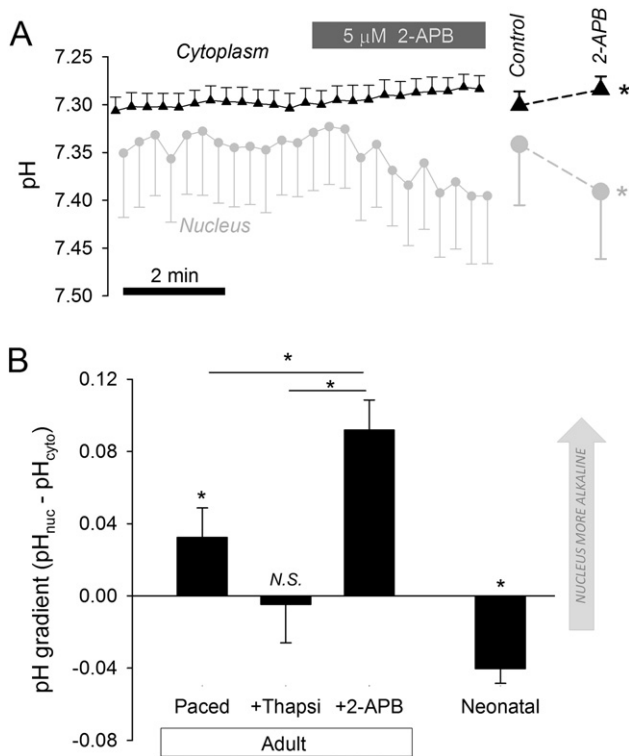 A
5 μM 2-APB
Cytoplasm
Control
2-APB
7.25
7.30
7.35
7.40
7.45
7.50
pH
*
*
Nucleus
2 min
B
pH gradient (pHnuc - pHcyto)
0.12
0.08
0.04
0.00
-0.04
-0.08
*
*
*
N.S.
*
NUCLEUS MORE ALKALINE
Paced +Thapsi +2-APB Neonatal
Adult